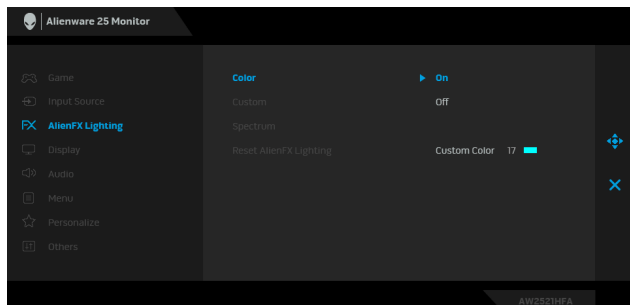 Alienware 25 Monitor
Game
Input Source
FX AlienFX Lighting
Display
Audio
Menu
Personalize
Others
Color
Custom
Spectrum
Reset AlienFX Lighting
On
Off
Custom Color 17
AW2521HFA